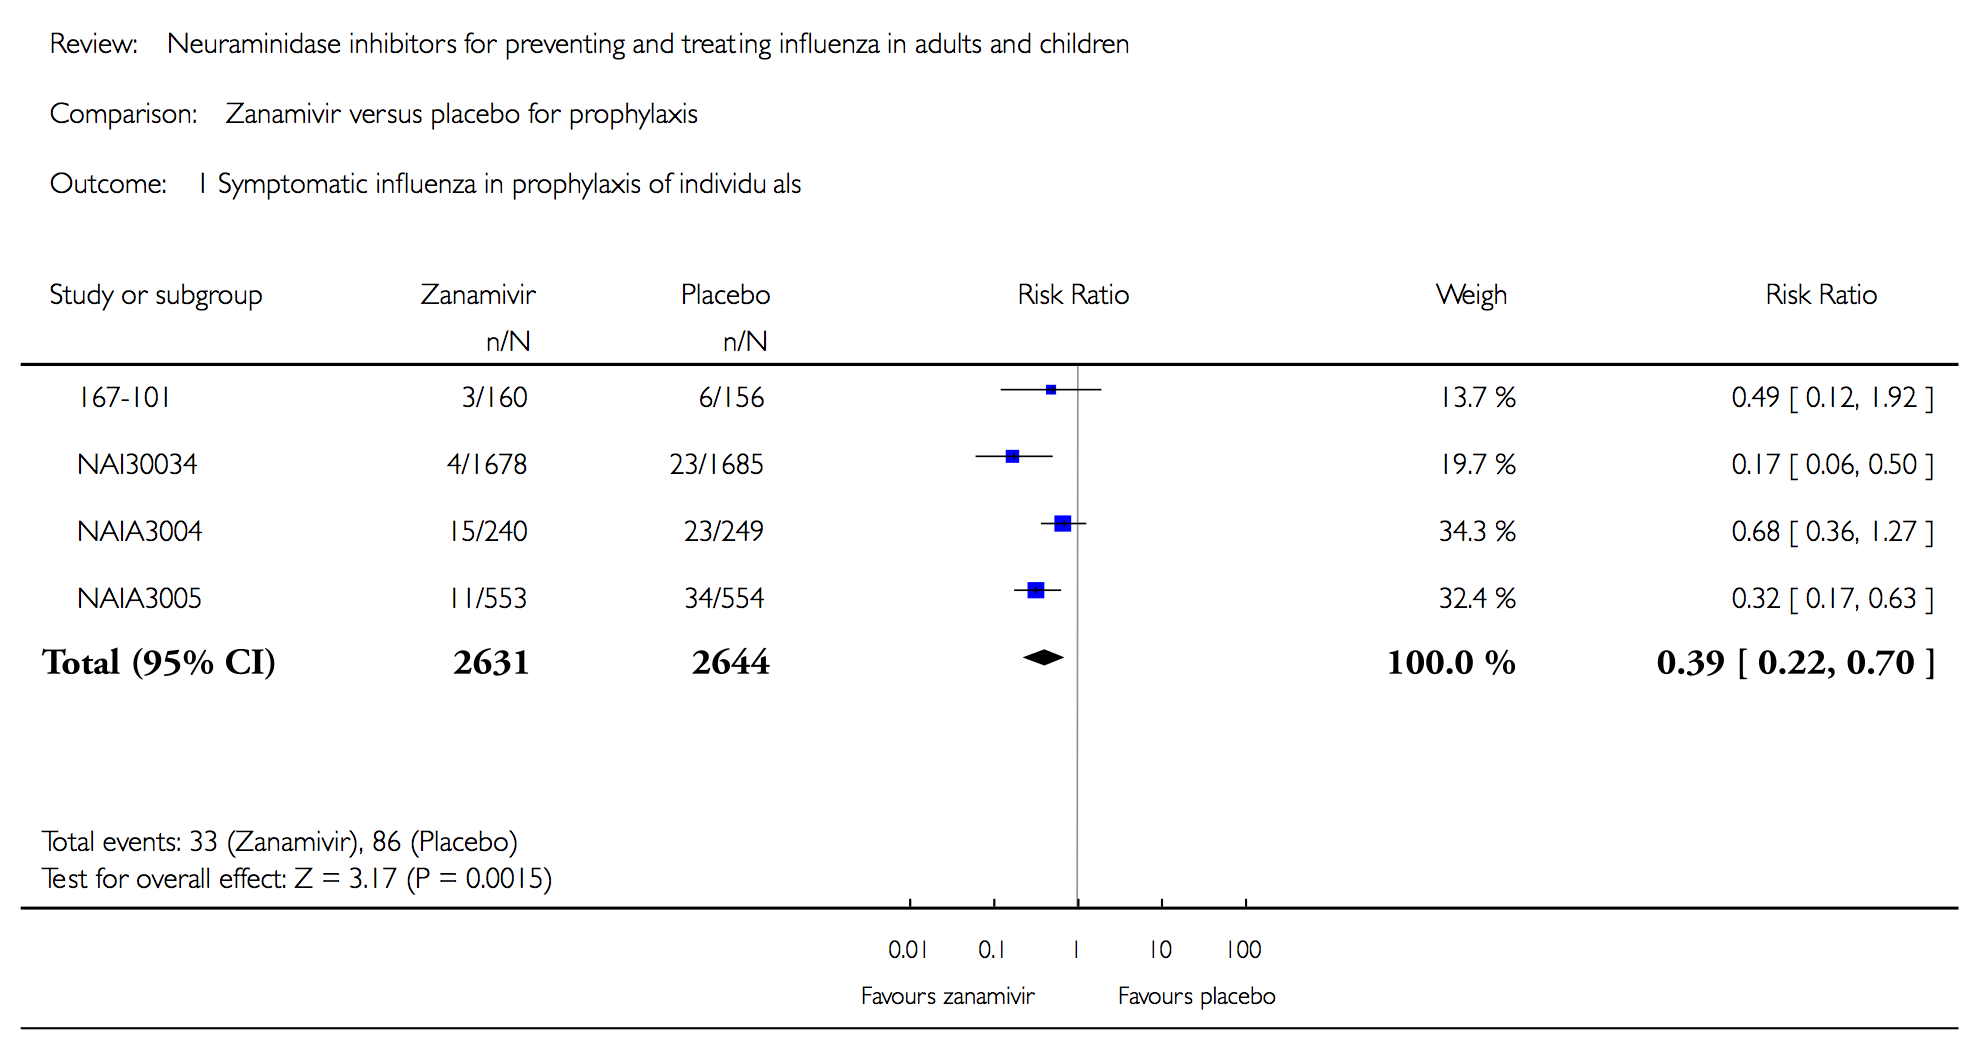 Review: Neuraminidase inhibitors for preventing and treating influenza in adults and children
Comparison: Zanamivir versus placebo for prophylaxis
Outcome: 1 Symptomatic influenza in prophylaxis of individu als
Study or subgroup Zanamivir Placebo Risk Ratio Weigh Risk Ratio
n/N n/N
167-101 3/160 6/156 13.7 % 0.49 [ 0.12, 1.92 ]
NAI30034 4/1678 23/1685 19.7 % 0.17 [ 0.06, 0.50 ]
NAIA3004 15/240 23/249 34.3 % 0.68 [ 0.36, 1.27 ]
NAIA3005 11/553 34/554 32.4 % 0.32 [ 0.17, 0.63 ]
Total (95% CI) 2631 2644 100.0 % 0.39 [ 0.22, 0.70 ]
Total events: 33 (Zanamivir), 86 (Placebo)
Test for overall effect: Z = 3.17 (P = 0.0015)
0.01 0.1 1 10 100
Favours zanamivir Favours placebo